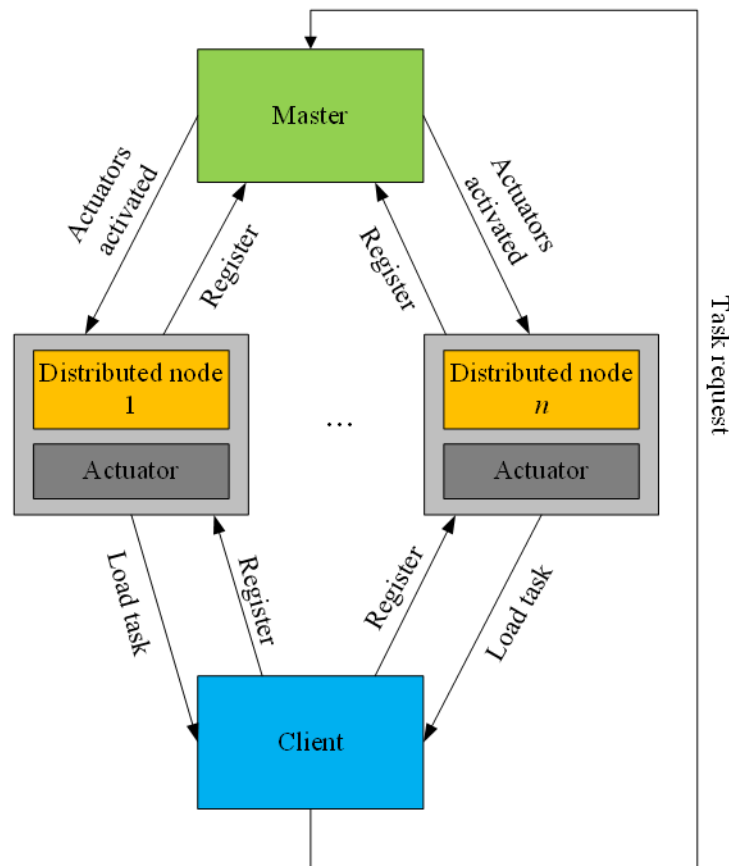 Master
Actuators
activated
Register
Register
Actuators
activated
Task request
Distributed node
1
Actuator
...
Distributed node
n
Actuator
Load task
Register
Register
Load task
Client